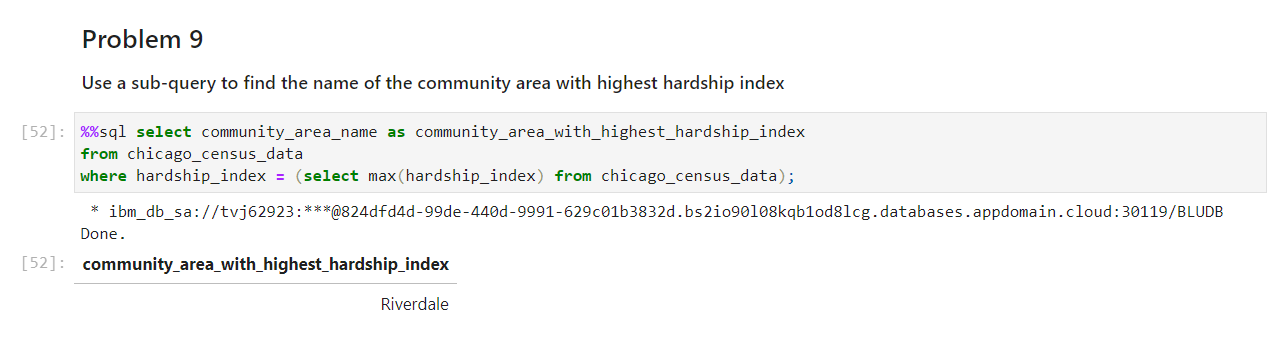 Problem 9
Use a sub-query to find the name of the community area with highest hardship index
[52]: %%sql select community_area_name as community_area_with_highest_hardship_index
from chicago_census_data
where hardship_index = (select max(hardship_index) from chicago_census_data);
* ibm_db_sa://tvj62923:***@824dfd4d-99de-440d-9991-629c01b3832d.bs2io90l08kqb1od8lcg.databases.appdomain.cloud:30119/BLUDB
Done.
[52]: community_area_with_highest_hardship_index
Riverdale